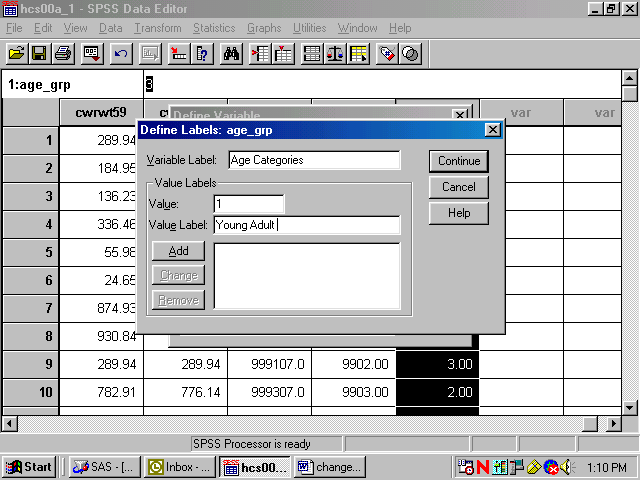 hcs00a_1 - SPSS Data Editor
File Edit View Data Transform Statistics Graphs Utilities Window Help
1:age_grp 3
cwrwt59 var var
Define Variable
Define Labels: age_grp
Variable Label: Age Categories Continue
Value Labels Cancel
Value: 1 Help
Value Label: Young Adult
Add
Change
Remove
1 289.94
2 184.95
3 136.23
4 336.46
5 55.98
6 24.65
7 874.93
8 930.84
9 289.94 289.94 999107.0 9902.00 3.00
10 782.91 776.14 999307.0 9903.00 2.00
SPSS Processor is ready
Start SAS - [... Inbox - ... hcs00... change... 1:10 PM